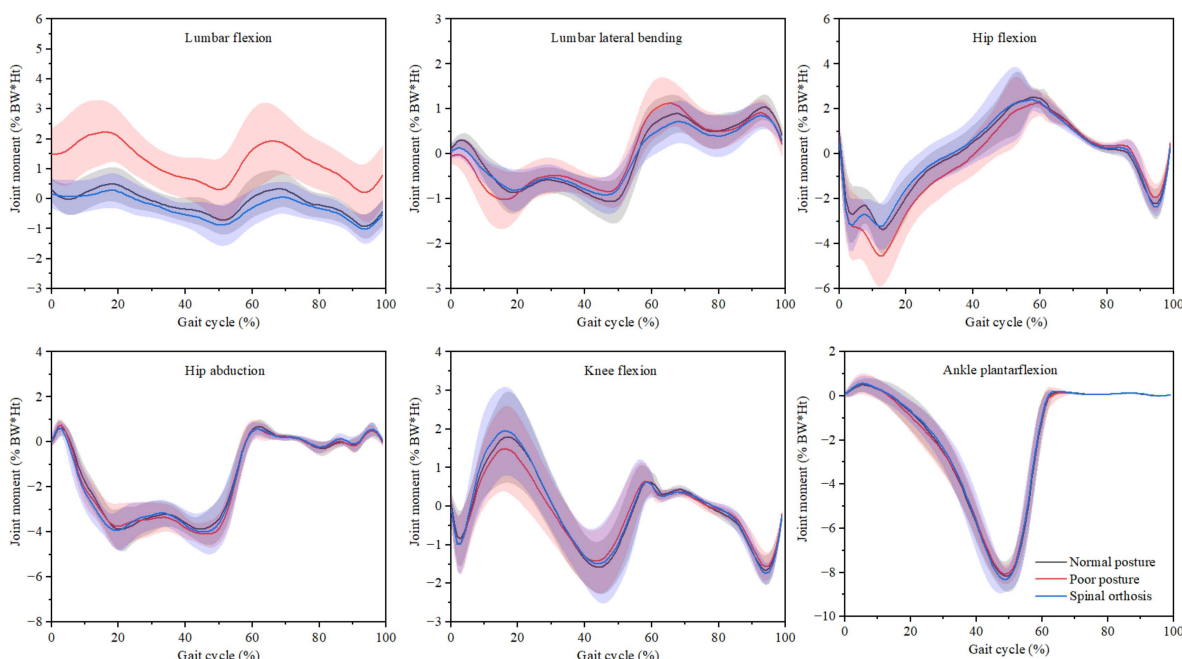 Lumbar flexion
Joint moment (% BW*Ht)
6
5
4
3
2
1
0
−1
−2
−3
0 20 40 60 80 100
Gait cycle (%)
Lumbar lateral bending
Joint moment (% BW*Ht)
3
2
1
0
−1
−2
−3
0 20 40 60 80 100
Gait cycle (%)
Hip flexion
Joint moment (% BW*Ht)
6
4
2
0
−2
−4
−6
0 20 40 60 80 100
Gait cycle (%)
Hip abduction
Joint moment (% BW*Ht)
4
2
0
−2
−4
−6
−8
0 20 40 60 80 100
Gait cycle (%)
Knee flexion
Joint moment (% BW*Ht)
4
3
2
1
0
−1
−2
−3
0 20 40 60 80 100
Gait cycle (%)
Ankle plantarflexion
Joint moment (% BW*Ht)
2
0
−2
−4
−6
−8
−10
0 20 40 60 80 100
Gait cycle (%)
Normal posture
Poor posture
Spinal orthosis